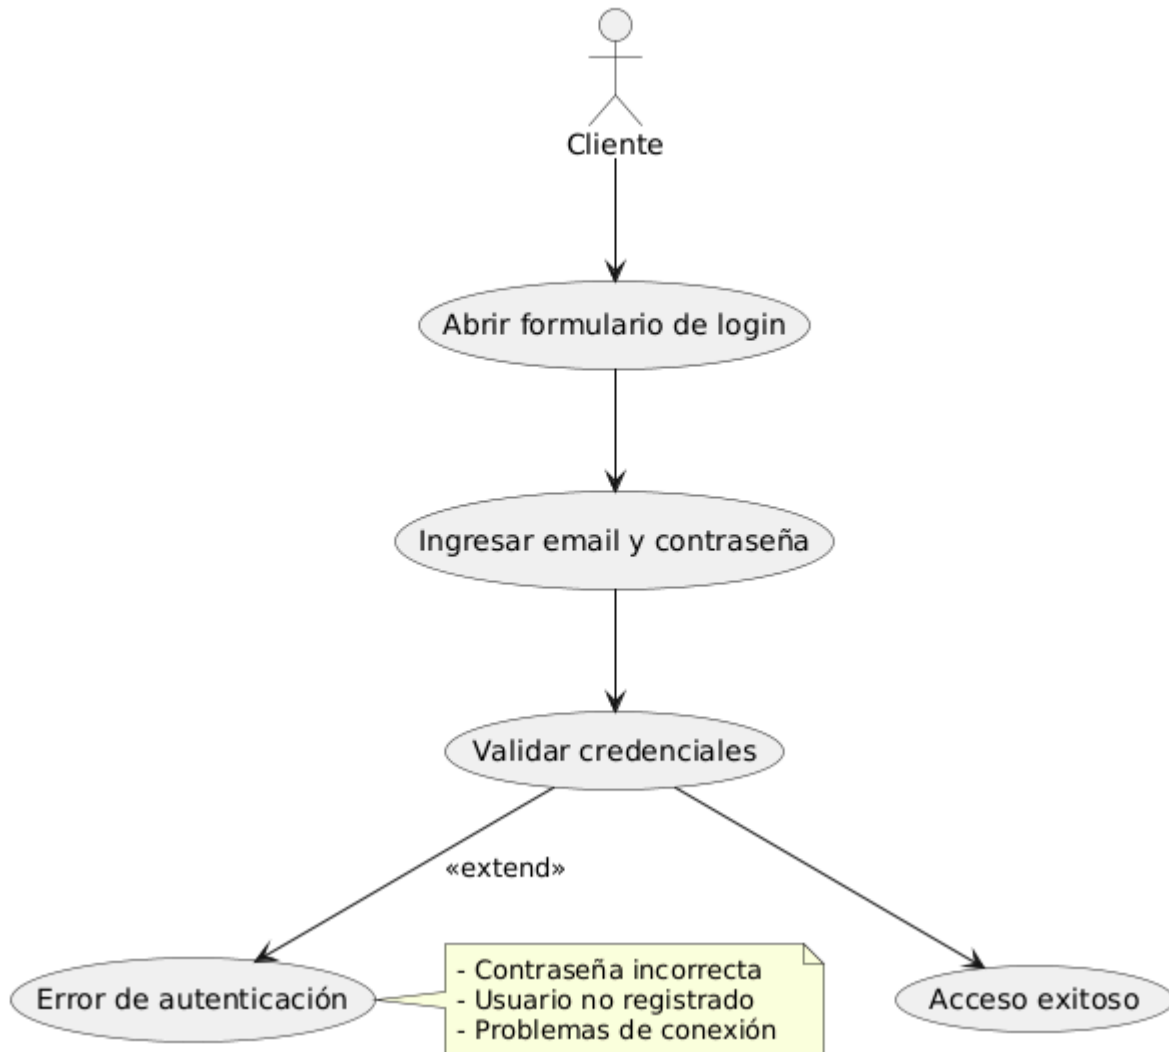 Cliente
Abrir formulario de login
Ingresar email y contraseña
Validar credenciales
«extend»
Error de autenticación
- Contraseña incorrecta
- Usuario no registrado
- Problemas de conexión
Acceso exitoso